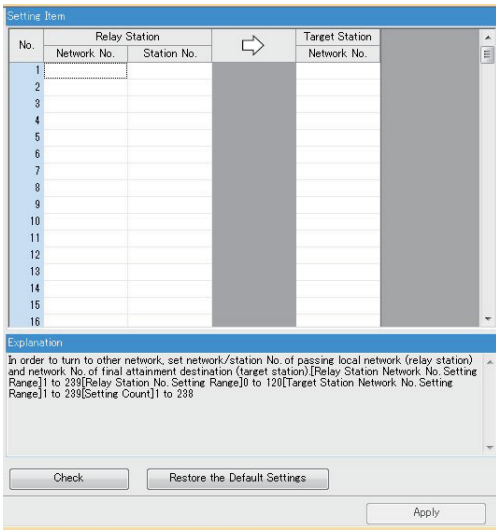 Setting Item
No. Relay Station Target Station
Network No. Station No. Network No.
1
2
3
4
5
6
7
8
9
10
11
12
13
14
15
16
Explanation
In order to turn to other network, set network/station No. of passing local network (relay station)
and network No. of final attainment destination (target station).[Relay Station Network No. Setting
Range]1 to 239[Relay Station No. Setting Range]0 to 120[Target Station Network No. Setting
Range]1 to 239[Setting Count]1 to 238
Check Restore the Default Settings
Apply